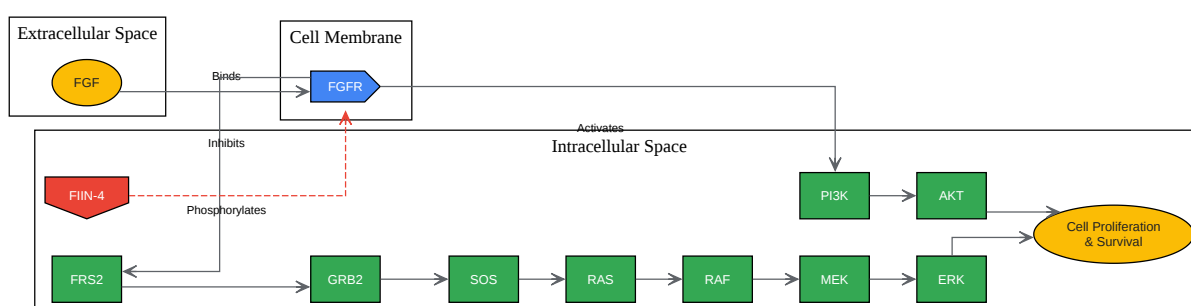 Extracellular Space
Cell Membrane
FGF
Binds
FGFR
Activates
Inhibits
Intracellular Space
FIIN-4
Phosphorylates
PI3K
AKT
Cell Proliferation
& Survival
FRS2
GRB2
SOS
RAS
RAF
MEK
ERK